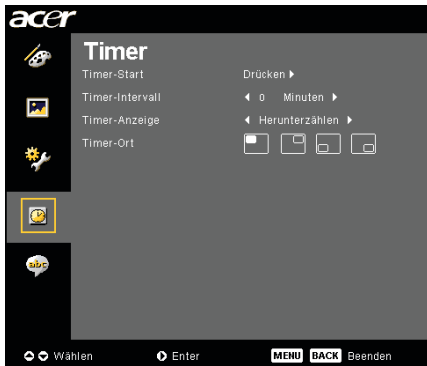 acer
Timer
Timer-Start Drücken
Timer-Intervall 0 Minuten
Timer-Anzeige Herunterzählen
Timer-Ort
abc
Wählen Enter MENU BACK Beenden